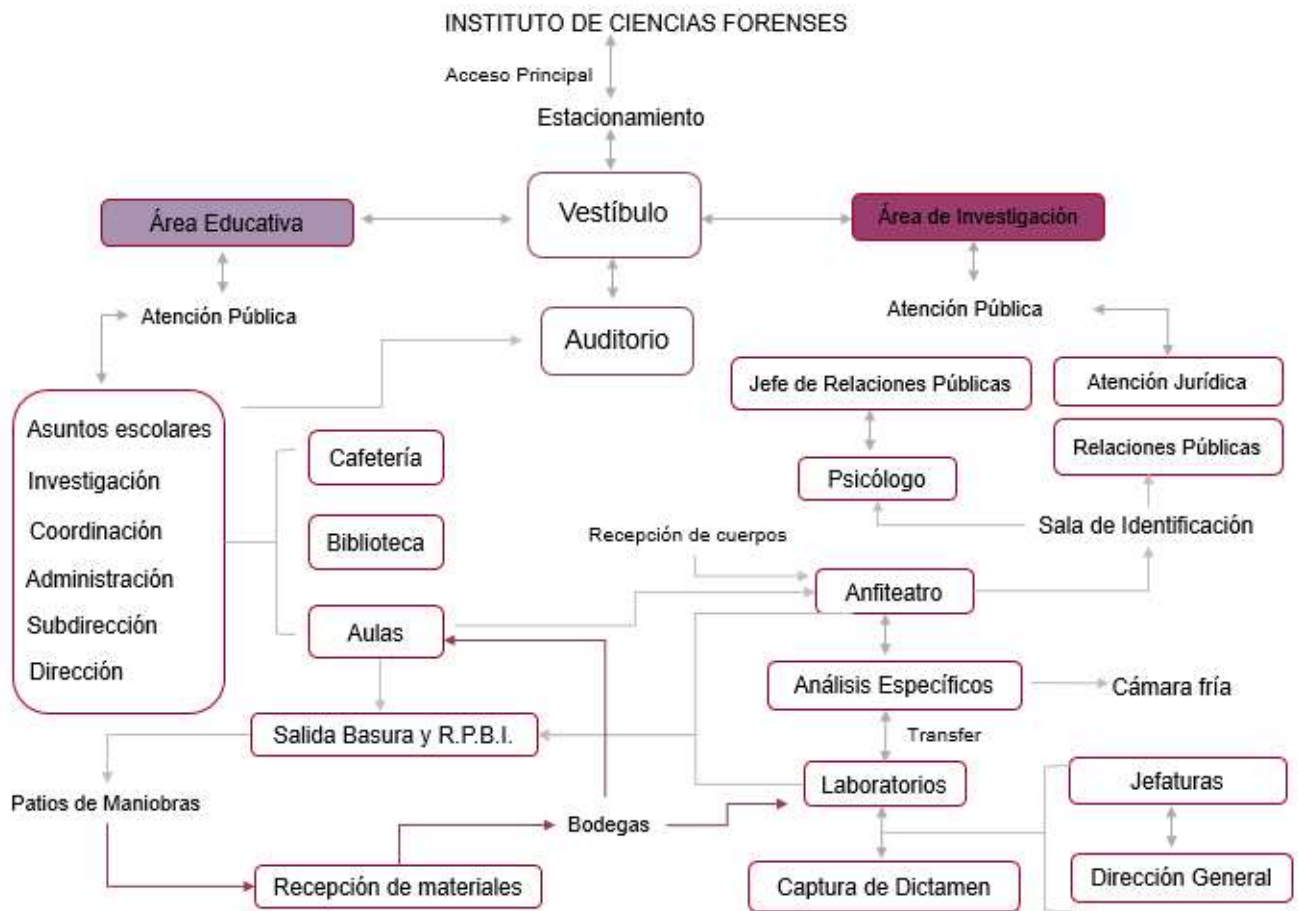 INSTITUTO DE CIENCIAS FORENSES
Acceso Principal
Estacionamiento
Vestíbulo
Área Educativa
Área de Investigación
Atención Pública
Atención Pública
Auditorio
Jefe de Relaciones Públicas
Atención Jurídica
Asuntos escolares
Cafetería
Relaciones Públicas
Investigación
Psicólogo
Coordinación
Biblioteca
Recepción de cuerpos
Sala de Identificación
Administración
Anfiteatro
Subdirección
Aulas
Dirección
Análisis Específicos
Cámara fría
Salida Basura y R.P.B.I.
Transfer
Patios de Maniobras
Laboratorios
Jefaturas
Bodegas
Recepción de materiales
Captura de Dictamen
Dirección General